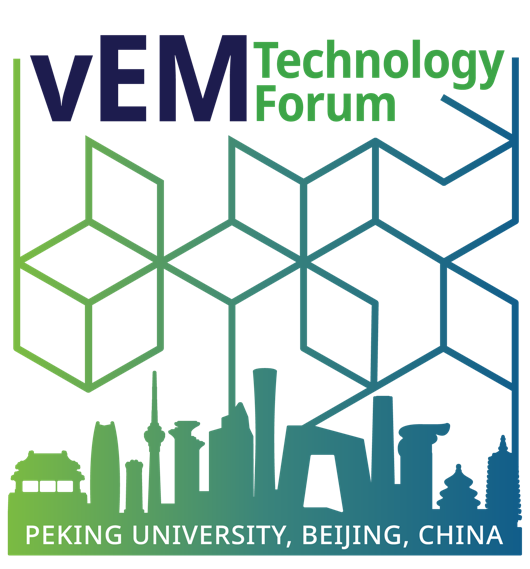 vEM Technology
Forum
PEKING UNIVERSITY, BEIJING, CHINA